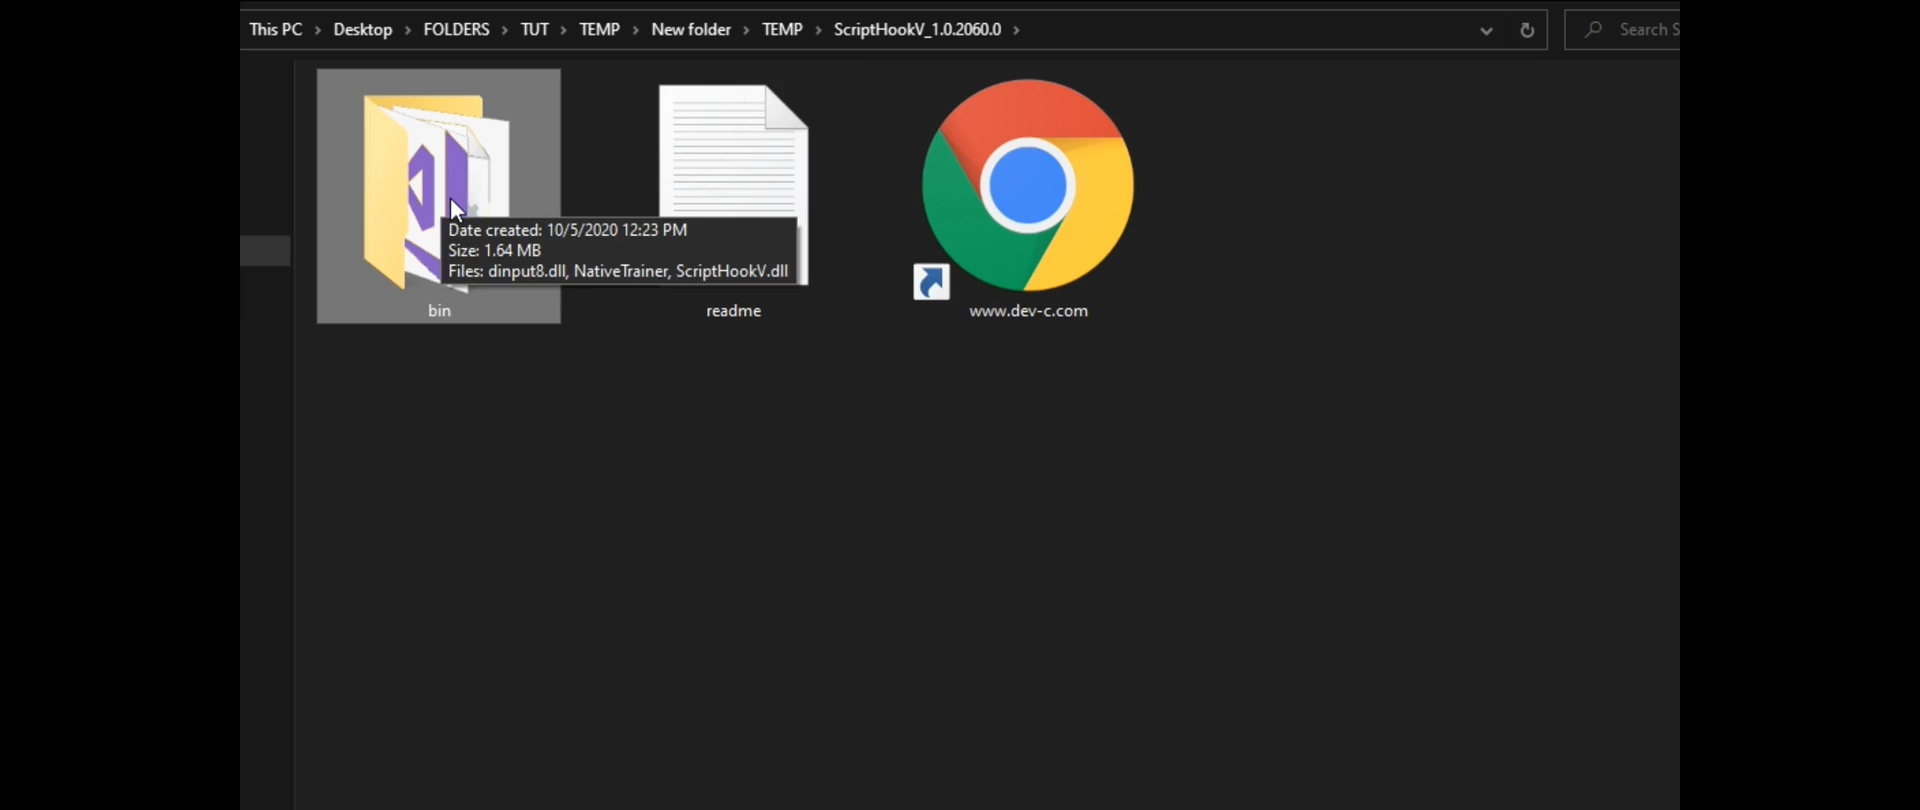 This PC > Desktop > FOLDERS > TUT > TEMP > New folder > TEMP > ScriptHookV_1.0.2060.0 >
Search S
Date created: 10/5/2020 12:23 PM
Size: 1.64 MB
Files: dinput8.dll, NativeTrainer, ScriptHookV.dll
bin
readme
www.dev-c.com